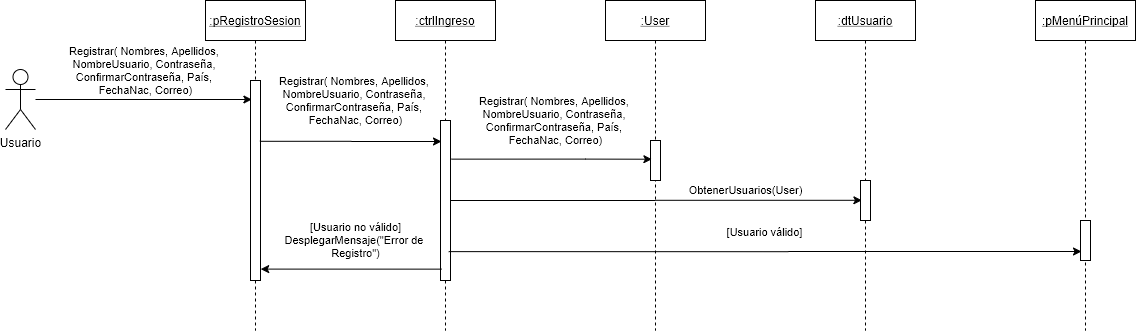 :pRegistroSesion
:ctrlIngreso
:User
:dtUsuario
:pMenúPrincipal
Registrar( Nombres, Apellidos,
NombreUsuario, Contraseña,
ConfirmarContraseña, País,
FechaNac, Correo)
Usuario
Registrar( Nombres, Apellidos,
NombreUsuario, Contraseña,
ConfirmarContraseña, País,
FechaNac, Correo)
Registrar( Nombres, Apellidos,
NombreUsuario, Contraseña,
ConfirmarContraseña, País,
FechaNac, Correo)
ObtenerUsuarios(User)
[Usuario no válido]
DesplegarMensaje("Error de
Registro")
[Usuario válido]